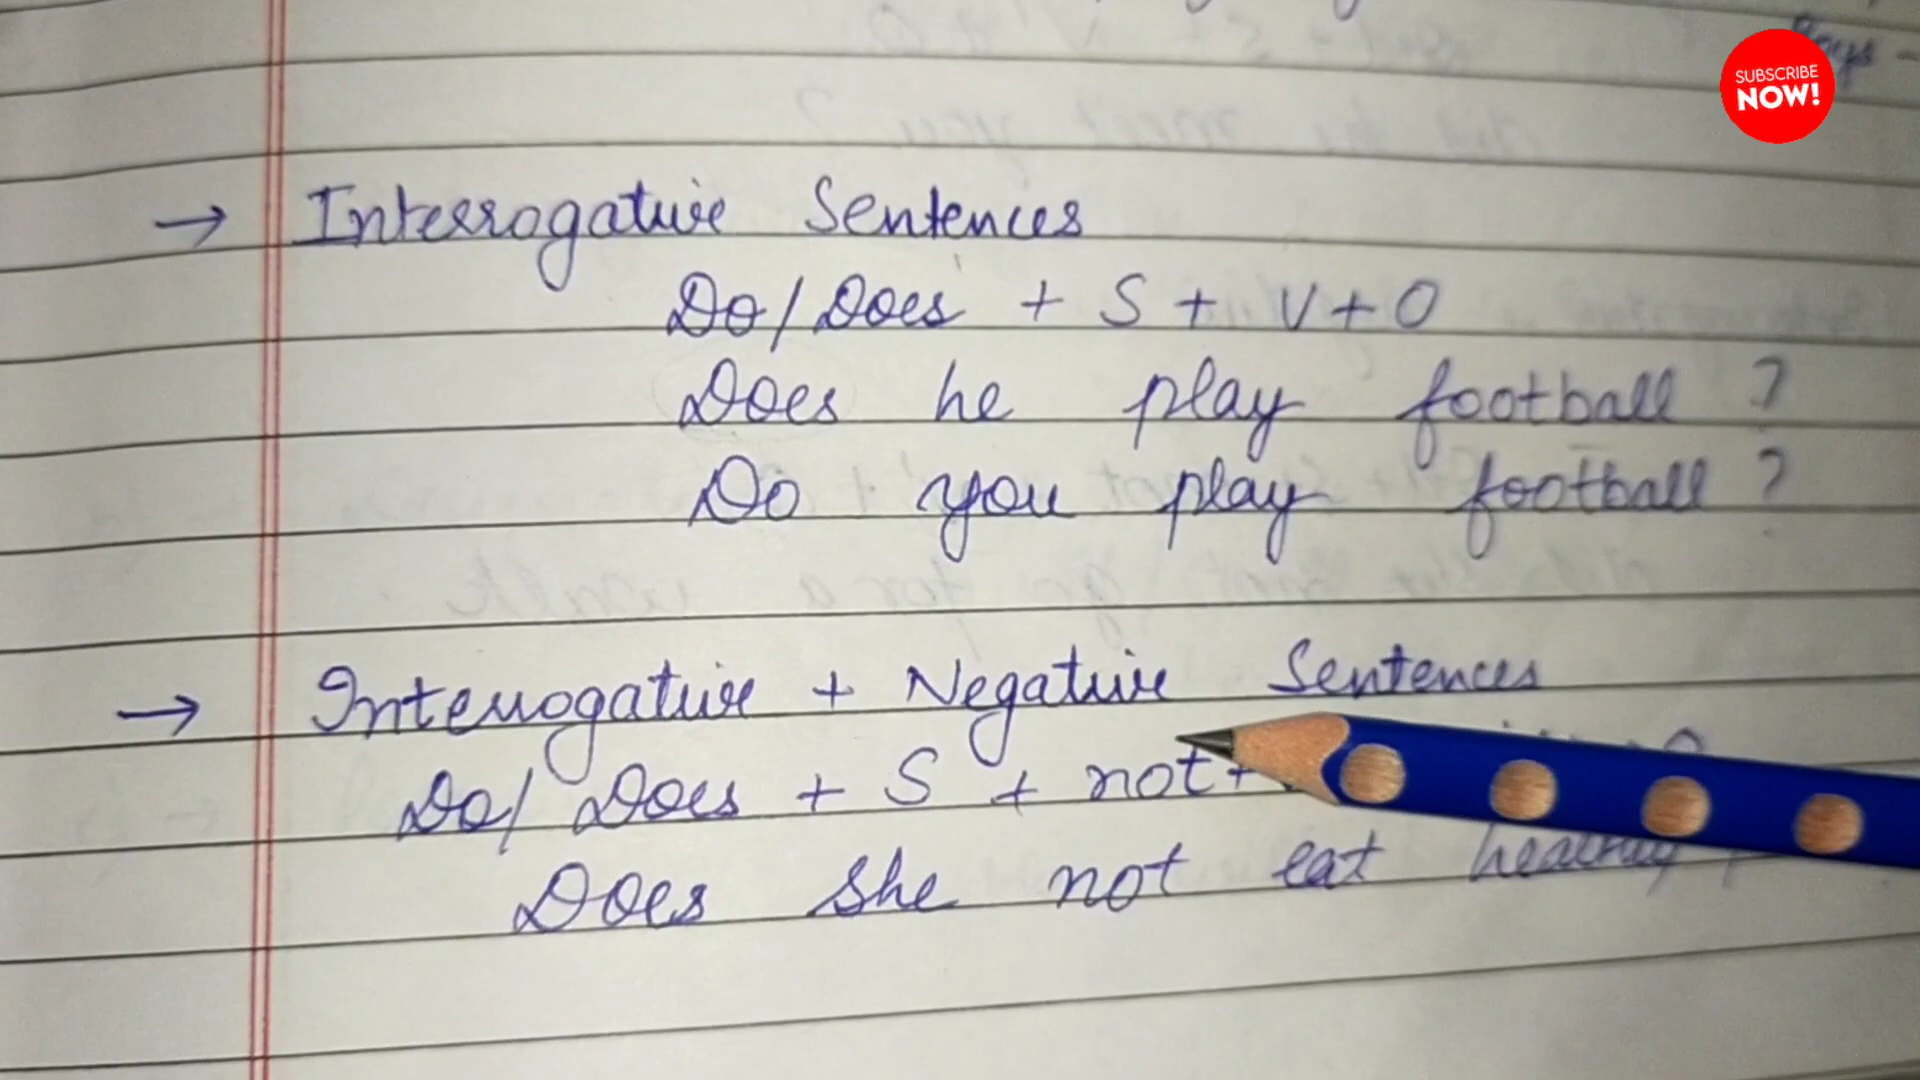 SUBSCRIBE
NOW!
→ Interrogative Sentences
Do/Does + S + V + O
Does he play football ?
Do you play football ?
→ Interrogative + Negative Sentences
Do/ Does + S + not +
Does she not eat